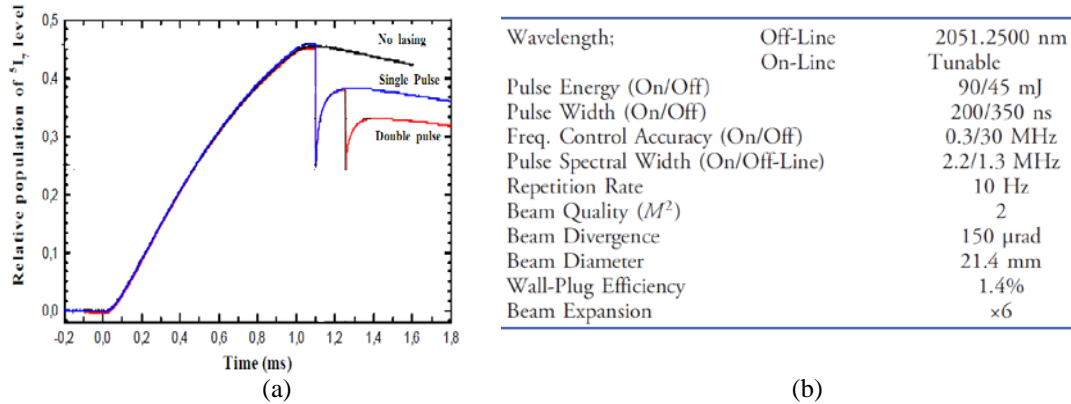 Relative population of ⁵I₇ level
0,5
0,4
0,3
0,2
0,1
0,0
No lasing
Single Pulse
Double pulse
-0,2 0,0 0,2 0,4 0,6 0,8 1,0 1,2 1,4 1,6 1,8
Time (ms)
(a)
Wavelength; Off-Line 2051.2500 nm
On-Line Tunable
Pulse Energy (On/Off) 90/45 mJ
Pulse Width (On/Off) 200/350 ns
Freq. Control Accuracy (On/Off) 0.3/30 MHz
Pulse Spectral Width (On/Off-Line) 2.2/1.3 MHz
Repetition Rate 10 Hz
Beam Quality (M²) 2
Beam Divergence 150 μrad
Beam Diameter 21.4 mm
Wall-Plug Efficiency 1.4%
Beam Expansion ×6
(b)